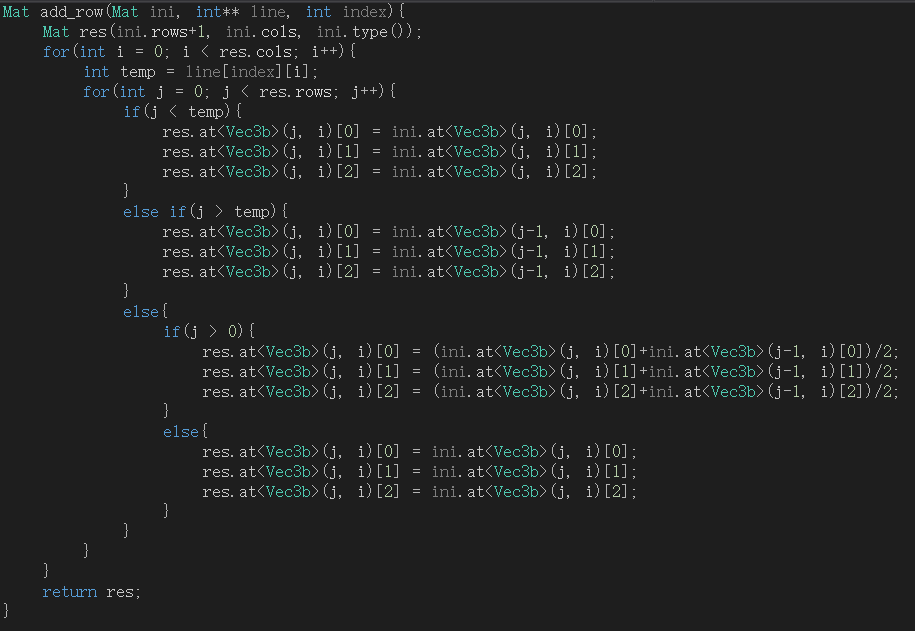 Mat add_row(Mat ini, int** line, int index){
    Mat res(ini.rows+1, ini.cols, ini.type());
    for(int i = 0; i < res.cols; i++){
        int temp = line[index][i];
        for(int j = 0; j < res.rows; j++){
            if(j < temp){
                res.at<Vec3b>(j, i)[0] = ini.at<Vec3b>(j, i)[0];
                res.at<Vec3b>(j, i)[1] = ini.at<Vec3b>(j, i)[1];
                res.at<Vec3b>(j, i)[2] = ini.at<Vec3b>(j, i)[2];
            }
            else if(j > temp){
                res.at<Vec3b>(j, i)[0] = ini.at<Vec3b>(j-1, i)[0];
                res.at<Vec3b>(j, i)[1] = ini.at<Vec3b>(j-1, i)[1];
                res.at<Vec3b>(j, i)[2] = ini.at<Vec3b>(j-1, i)[2];
            }
            else{
                if(j > 0){
                    res.at<Vec3b>(j, i)[0] = (ini.at<Vec3b>(j, i)[0]+ini.at<Vec3b>(j-1, i)[0])/2;
                    res.at<Vec3b>(j, i)[1] = (ini.at<Vec3b>(j, i)[1]+ini.at<Vec3b>(j-1, i)[1])/2;
                    res.at<Vec3b>(j, i)[2] = (ini.at<Vec3b>(j, i)[2]+ini.at<Vec3b>(j-1, i)[2])/2;
                }
                else{
                    res.at<Vec3b>(j, i)[0] = ini.at<Vec3b>(j, i)[0];
                    res.at<Vec3b>(j, i)[1] = ini.at<Vec3b>(j, i)[1];
                    res.at<Vec3b>(j, i)[2] = ini.at<Vec3b>(j, i)[2];
                }
            }
        }
    }
    return res;
}